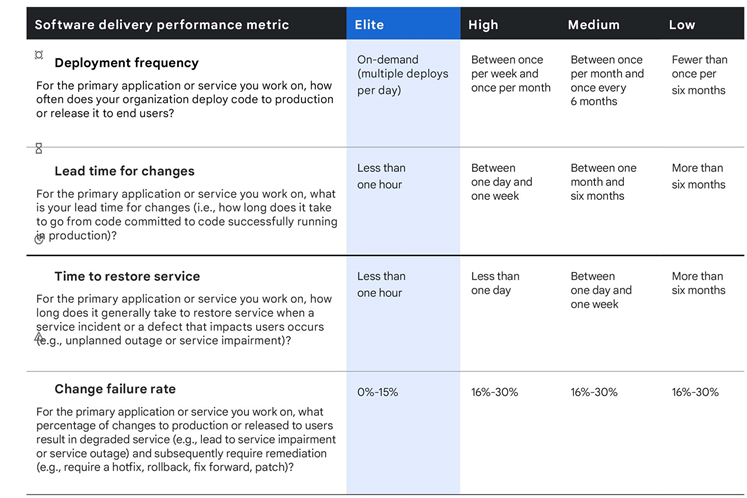 Software delivery performance metric Elite High Medium Low
Deployment frequency
For the primary application or service you work on, how
often does your organization deploy code to production
or release it to end users?
On-demand
(multiple deploys
per day)
Between once
per week and
once per month
Between once
per month and
once every
6 months
Fewer than
once per
six months
Lead time for changes
For the primary application or service you work on, what
is your lead time for changes (i.e., how long does it take
to go from code committed to code successfully running
in production)?
Less than
one hour
Between
one day and
one week
Between one
month and
six months
More than
six months
Time to restore service
For the primary application or service you work on, how
long does it generally take to restore service when a
service incident or a defect that impacts users occurs
(e.g., unplanned outage or service impairment)?
Less than
one hour
Less than
one day
Between
one day and
one week
More than
six months
Change failure rate
For the primary application or service you work on, what
percentage of changes to production or released to users
result in degraded service (e.g., lead to service impairment
or service outage) and subsequently require remediation
(e.g., require a hotfix, rollback, fix forward, patch)?
0%-15%
16%-30%
16%-30%
16%-30%